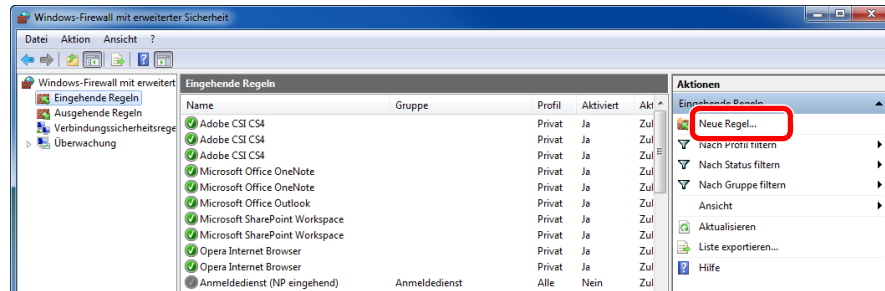 Windows-Firewall mit erweiterter Sicherheit
Datei Aktion Ansicht ?
Windows-Firewall mit erweitert
Eingehende Regeln
Ausgehende Regeln
Verbindungssicherheitsrege
Überwachung
Eingehende Regeln
Name Gruppe Profil Aktiviert Akt
Adobe CSI CS4 Privat Ja Zul
Adobe CSI CS4 Privat Ja Zul
Adobe CSI CS4 Privat Ja Zul
Microsoft Office OneNote Privat Ja Zul
Microsoft Office OneNote Privat Ja Zul
Microsoft Office Outlook Privat Ja Zul
Microsoft SharePoint Workspace Privat Ja Zul
Microsoft SharePoint Workspace Privat Ja Zul
Opera Internet Browser Privat Ja Zul
Opera Internet Browser Privat Ja Zul
Anmeldedienst (NP eingehend) Anmeldedienst Alle Nein Zul
Aktionen
Eingehende Regeln
Neue Regel...
Nach Profil filtern
Nach Status filtern
Nach Gruppe filtern
Ansicht
Aktualisieren
Liste exportieren...
Hilfe